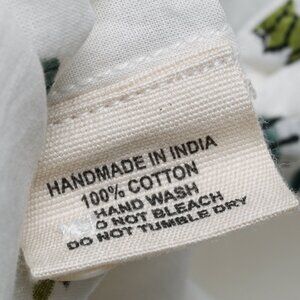 HANDMADE IN INDIA
100% COTTON
HAND WASH
O NOT BLEACH
DO NOT TUMBLE DRY